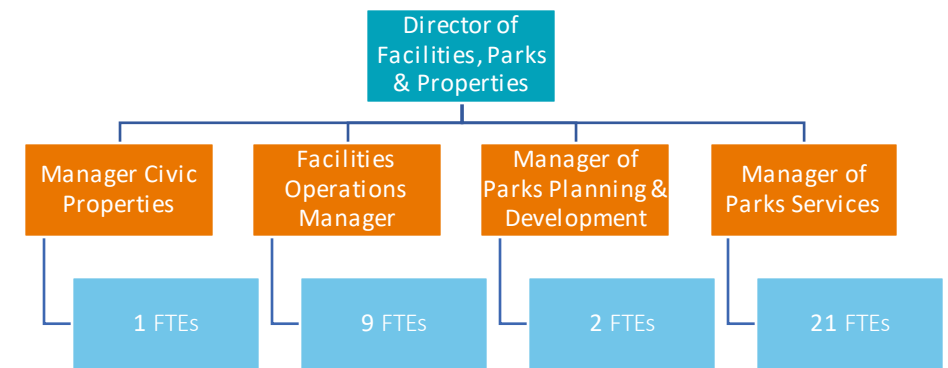 Director of
Facilities, Parks
& Properties
Manager Civic
Properties
Facilities
Operations
Manager
Manager of
Parks Planning &
Development
Manager of
Parks Services
1 FTEs
9 FTEs
2 FTEs
21 FTEs